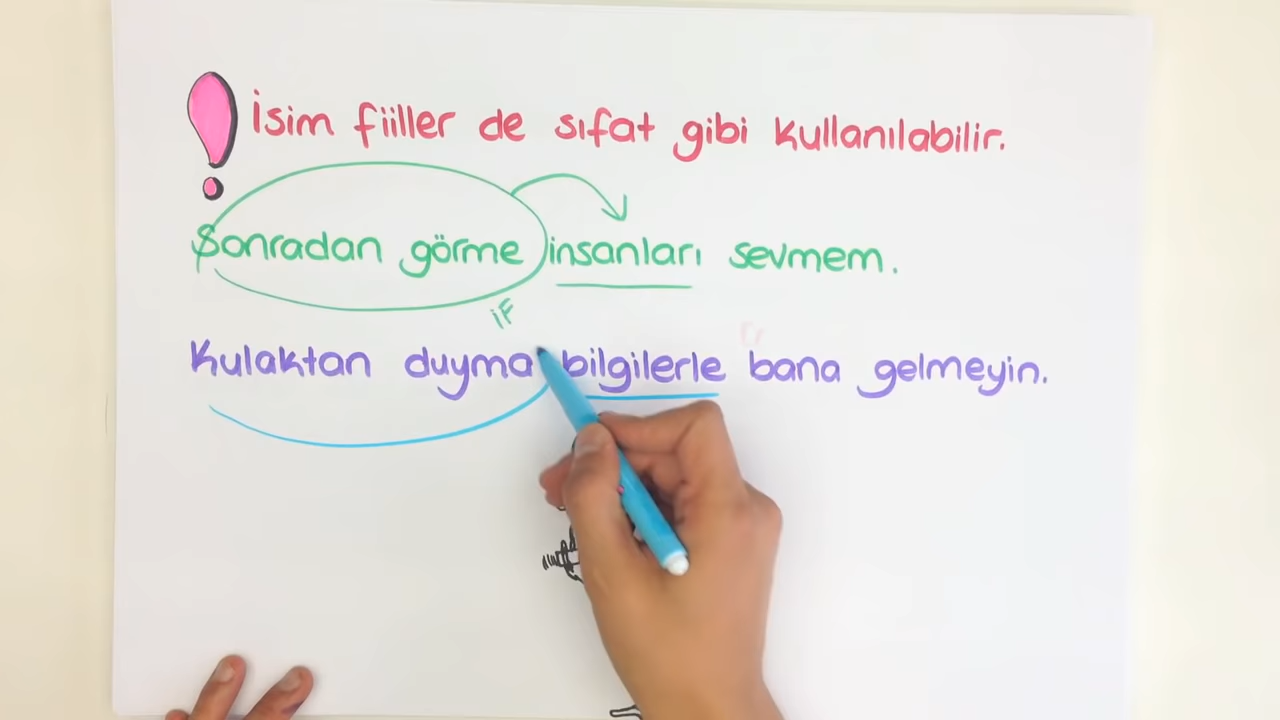 İsim fiiller de sıfat gibi kullanılabilir.
Sonradan görme insanları sevmem.
İF
Kulaktan duyma bilgilerle bana gelmeyin.